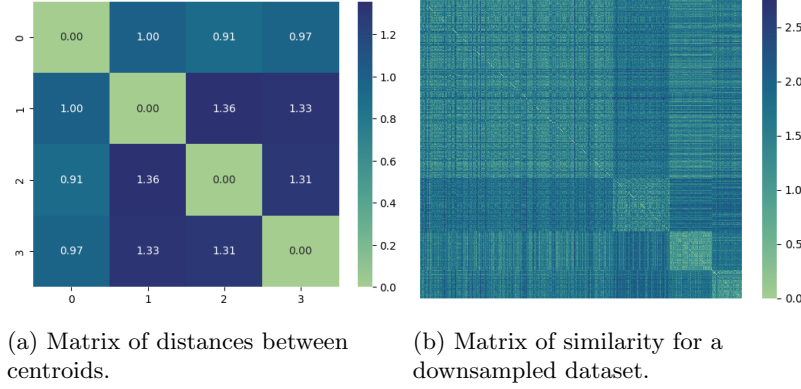 0 0.00 1.00 0.91 0.97
1 1.00 0.00 1.36 1.33
2 0.91 1.36 0.00 1.31
3 0.97 1.33 1.31 0.00
0 1 2 3
1.2
1.0
0.8
0.6
0.4
0.2
0.0
2.5
2.0
1.5
1.0
0.5
0.0
(a) Matrix of distances between
centroids.
(b) Matrix of similarity for a
downsampled dataset.